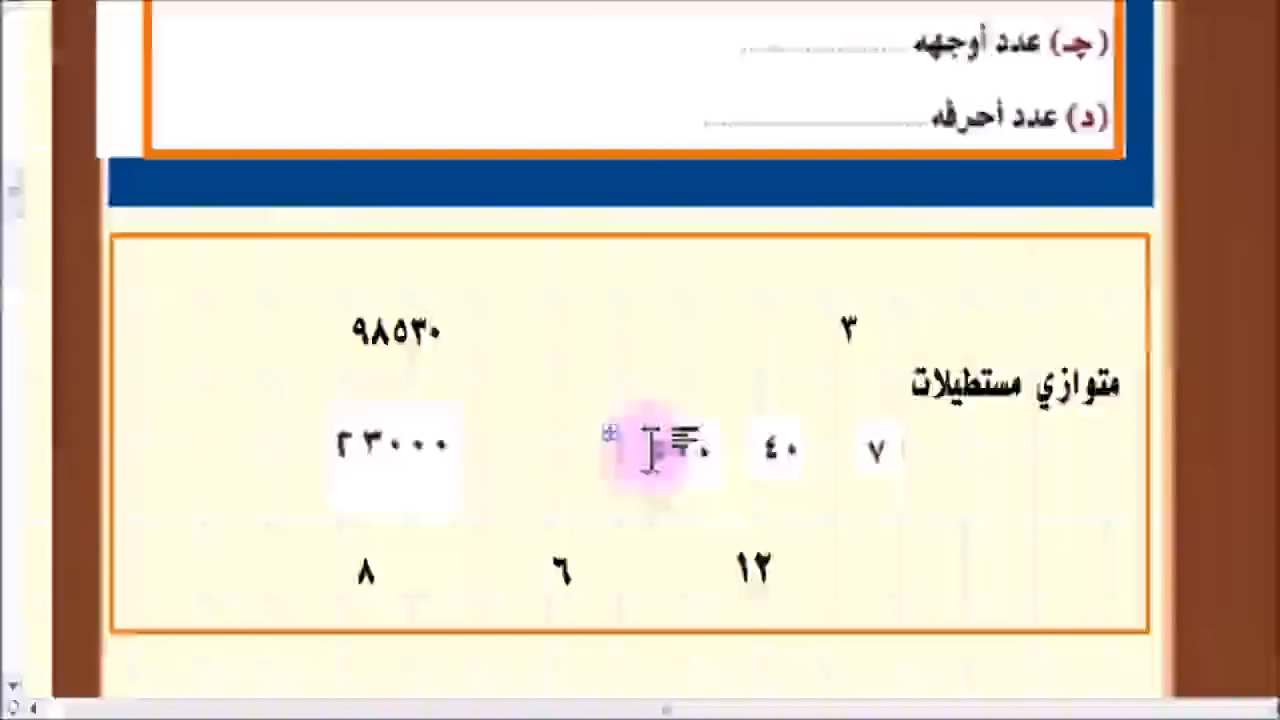 (جـ) عدد أوجهه ....................
(د) عدد أحرفه ....................
٣ ٩٨٥٣٠
متوازي مستطيلات
٧ ٤٠ ٢٣٠٠٠
١٢ ٦ ٨